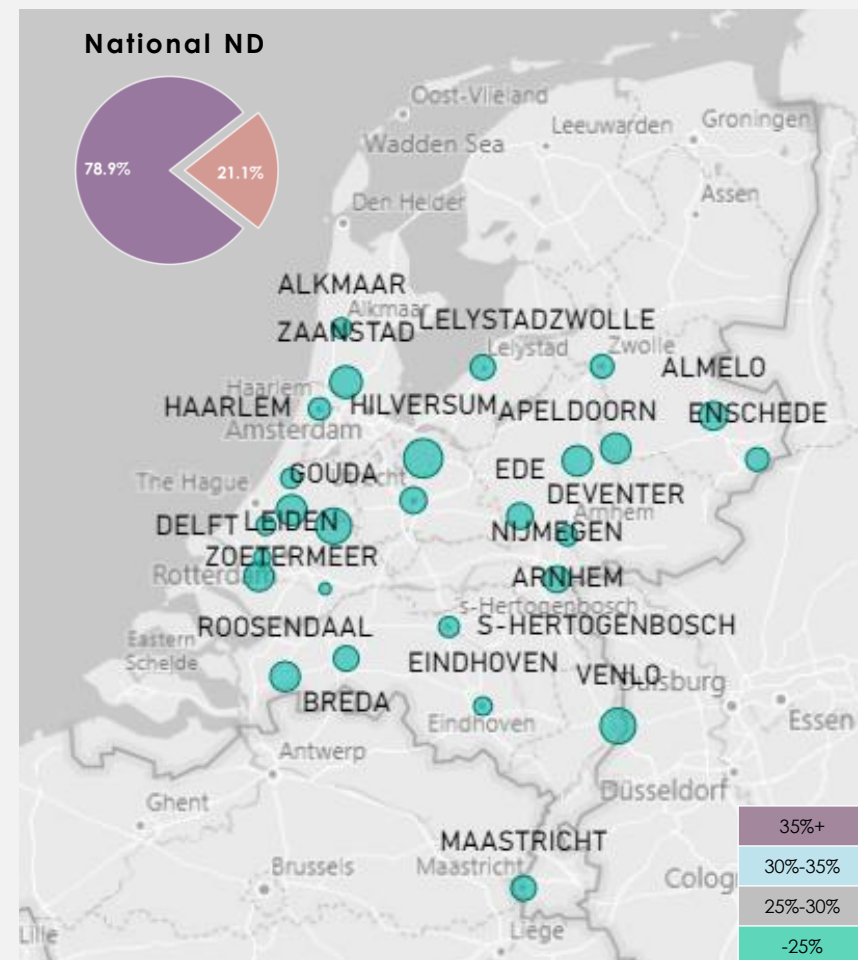 National ND
78.9%
21.1%
Oost-Vlieland
Leeuwarden
Groningen
Wadden Sea
Assen
Den Helder
ALKMAAR
Alkmaar
ZAANSTAD
LELYSTAD
ZWOLLE
Lelystad
Zwolle
ALMELO
Haarlem
HAARLEM
HILVERSUM
APELDOORN
ENSCHEDE
Amsterdam
The Hague
GOUDA
EDE
DEVENTER
Arnhem
DELFT
LEIDEN
NIJMEGEN
ZOETERMEER
Rotterdam
ARNHEM
s-Hertogenbosch
ROOSENDAAL
S-HERTOGENBOSCH
Eastern
Schelde
EINDHOVEN
VENLO
Duisburg
BREDA
Eindhoven
Essen
Antwerp
Düsseldorf
Ghent
35%+
MAASTRICHT
Brussels
Maastricht
30%-35%
25%-30%
Lille
Liège
-25%